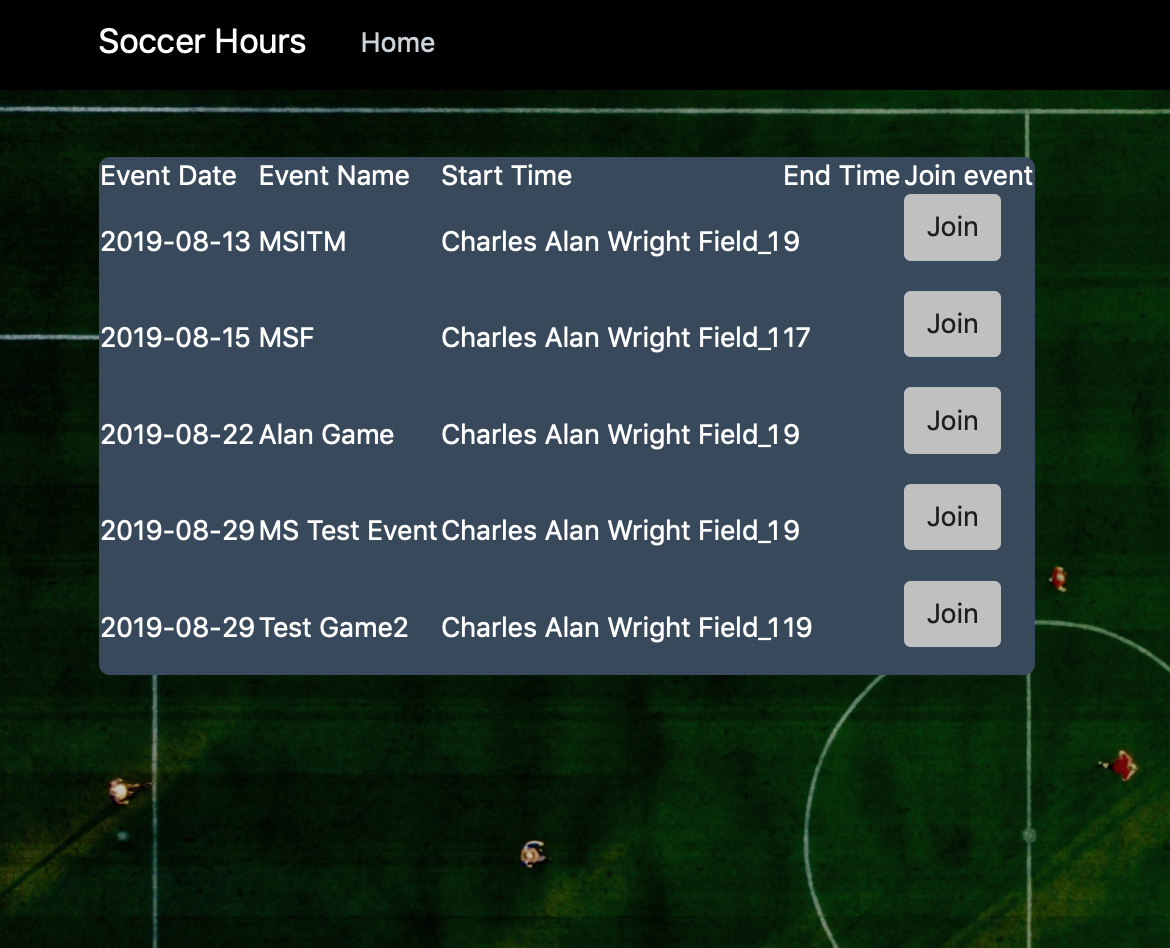 Soccer Hours Home
Event Date Event Name Start Time End Time Join event
2019-08-13 MSITM Charles Alan Wright Field_19 Join
2019-08-15 MSF Charles Alan Wright Field_117 Join
2019-08-22 Alan Game Charles Alan Wright Field_19 Join
2019-08-29 MS Test Event Charles Alan Wright Field_19 Join
2019-08-29 Test Game2 Charles Alan Wright Field_119 Join